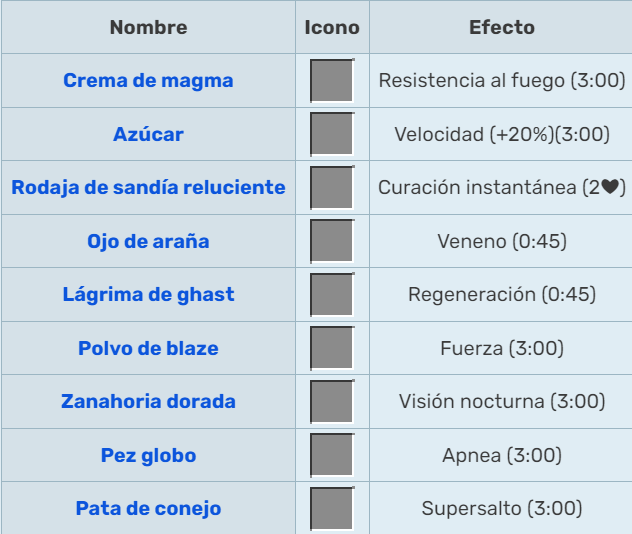 Nombre Icono Efecto
Crema de magma Resistencia al fuego (3:00)
Azúcar Velocidad (+20%)(3:00)
Rodaja de sandía reluciente Curación instantánea (2♥)
Ojo de araña Veneno (0:45)
Lágrima de ghast Regeneración (0:45)
Polvo de blaze Fuerza (3:00)
Zanahoria dorada Visión nocturna (3:00)
Pez globo Apnea (3:00)
Pata de conejo Supersalto (3:00)